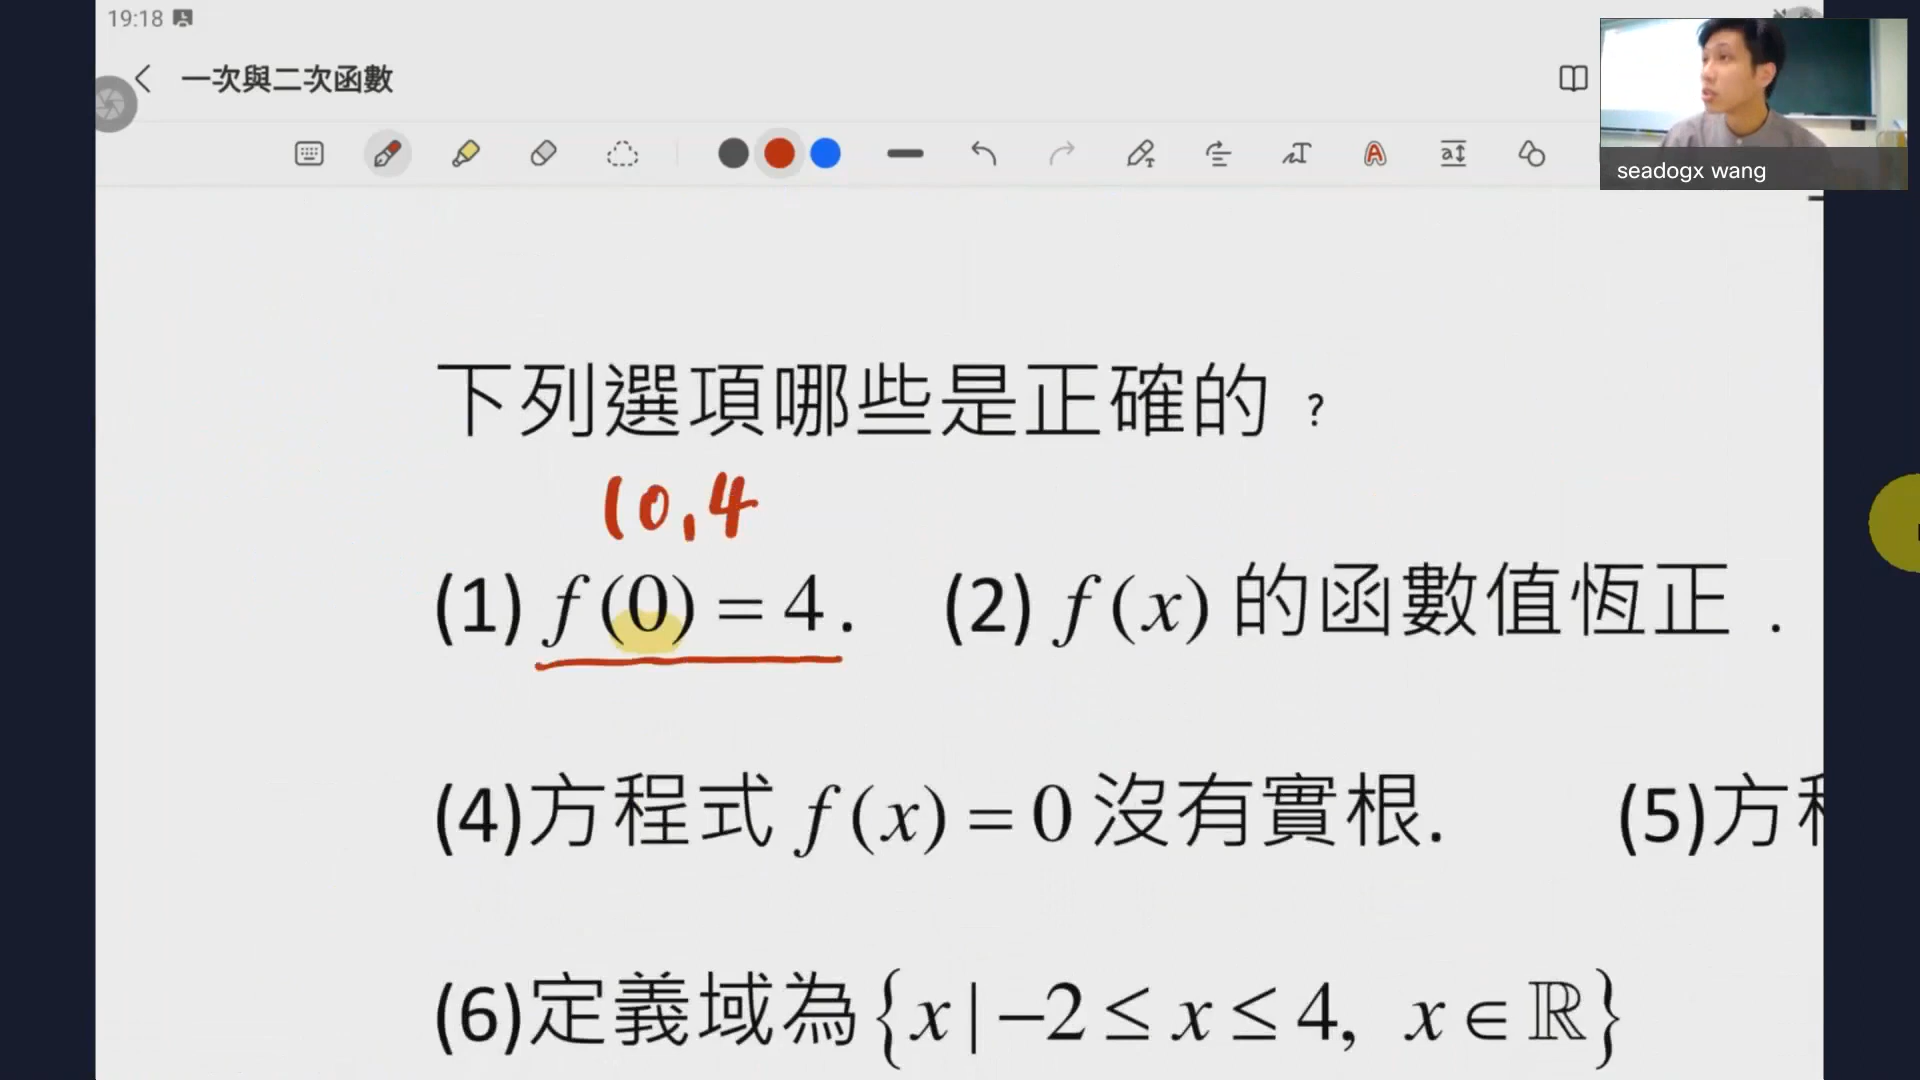 19:18
一次與二次函數
seadogx wang
下列選項哪些是正確的 ?
(0,4
(1) f(0) = 4. (2) f(x) 的函數值恆正 .
(4)方程式 f(x) = 0 沒有實根. (5)方
(6)定義域為 {x | −2 ≤ x ≤ 4, x ∈ ℝ}